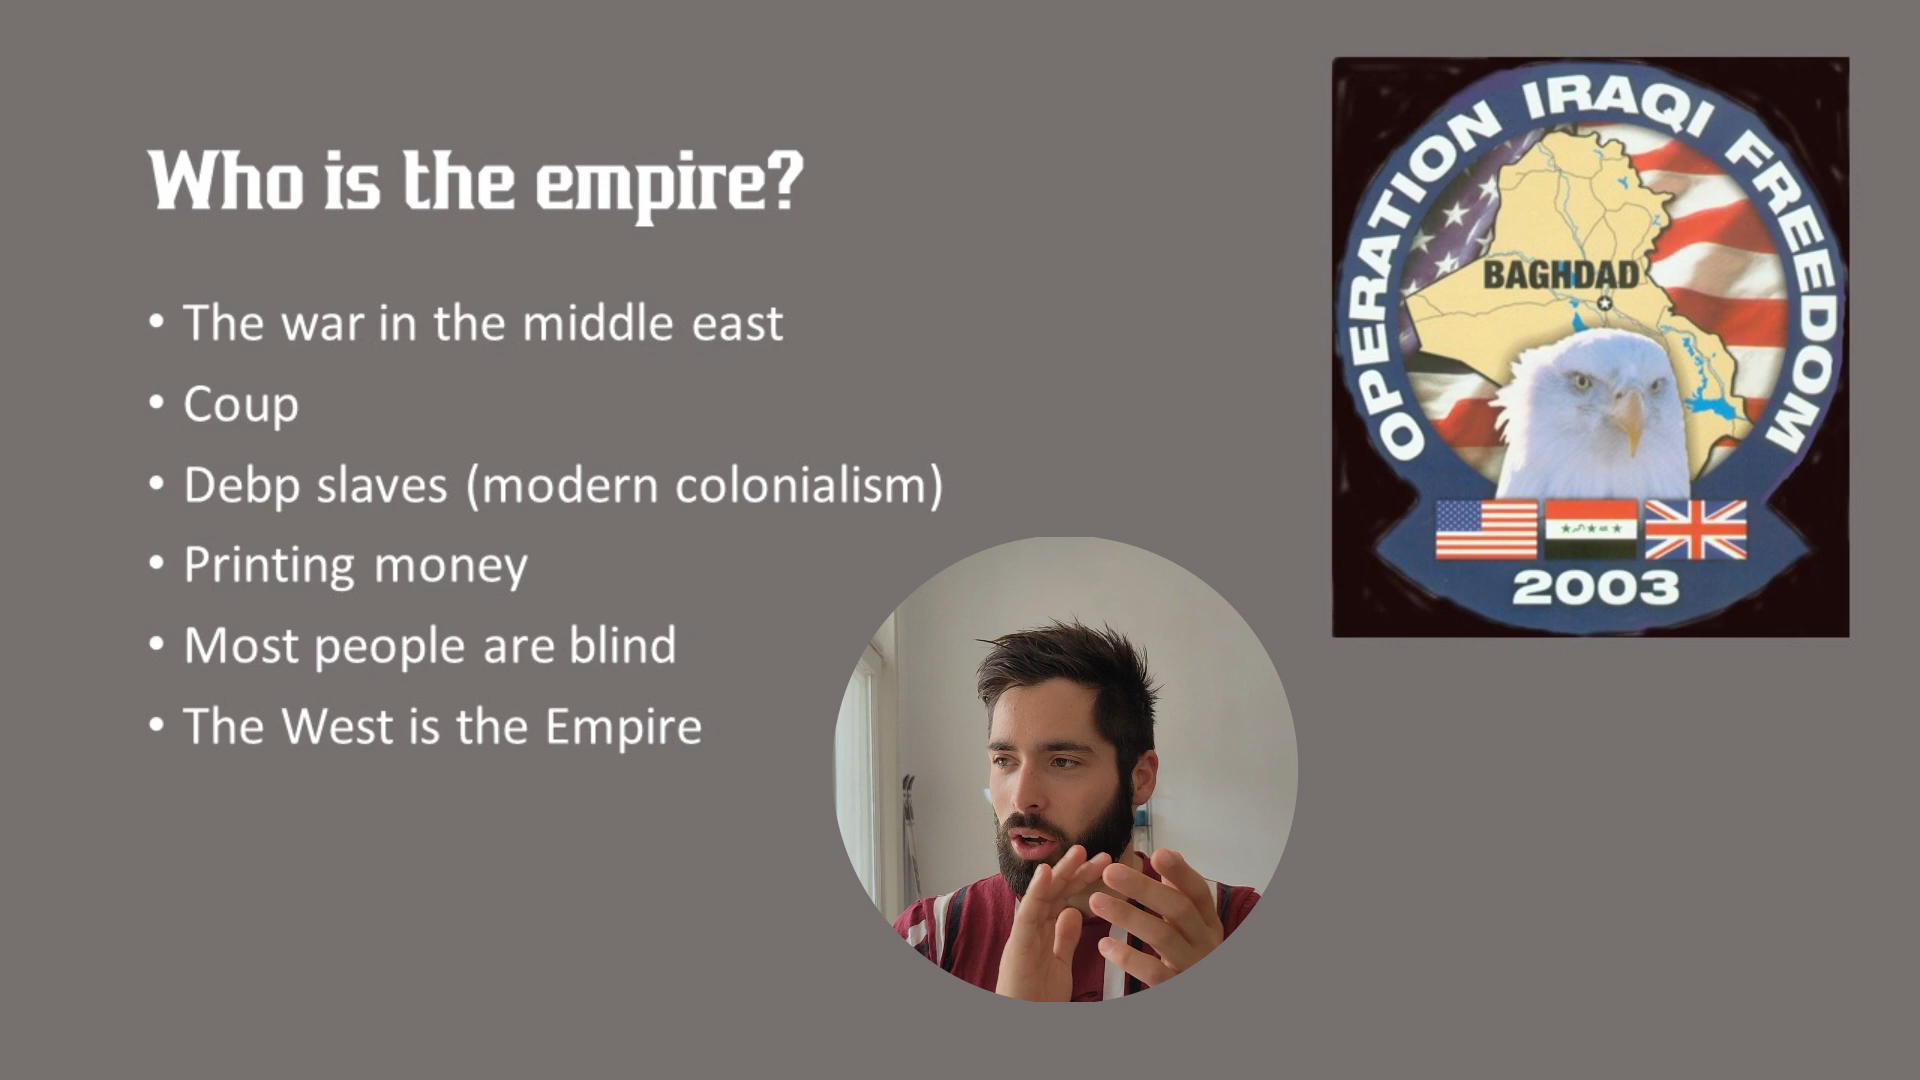 Who is the empire?
• The war in the middle east
• Coup
• Debp slaves (modern colonialism)
• Printing money
• Most people are blind
• The West is the Empire
OPERATION IRAQI FREEDOM
BAGHDAD
2003